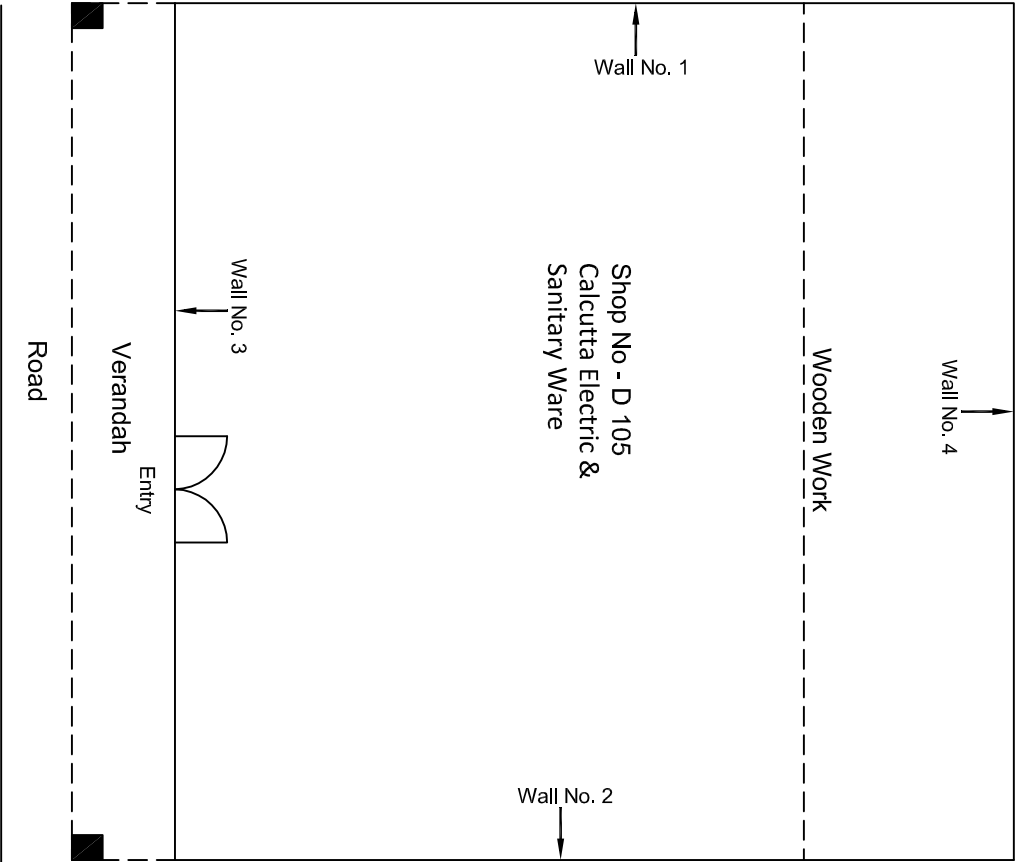 Wall No. 1
Wall No. 4
Wooden Work
Shop No - D 105
Calcutta Electric &
Sanitary Ware
Wall No. 3
Entry
Verandah
Road
Wall No. 2